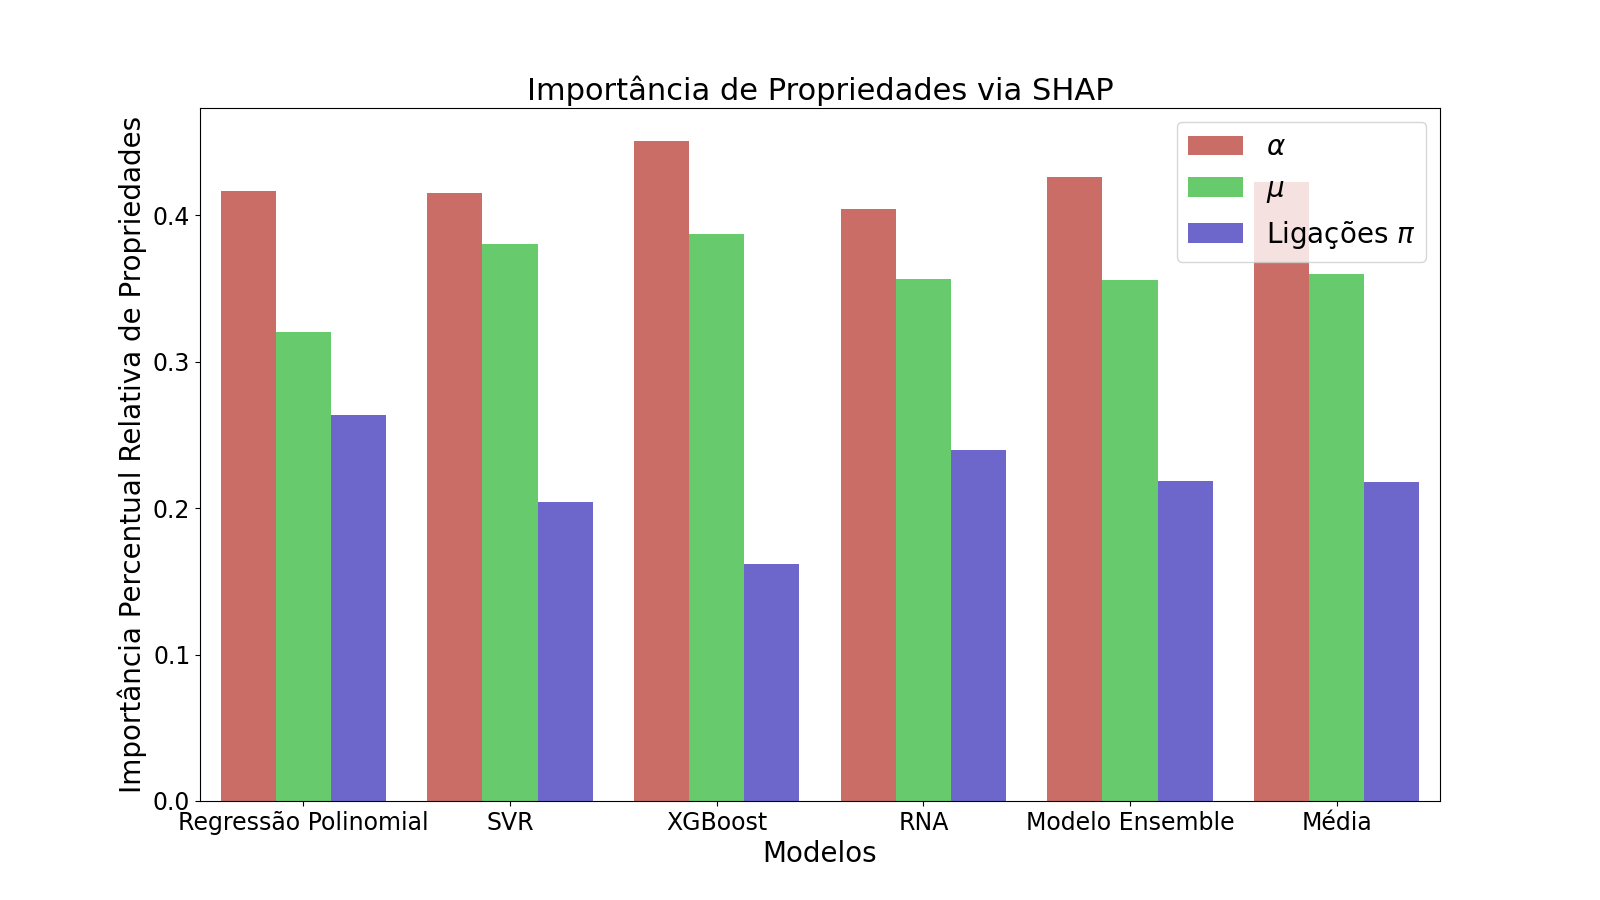 Importância de Propriedades via SHAP
Importância Percentual Relativa de Propriedades
0.4
0.3
0.2
0.1
0.0
α
μ
Ligações π
Regressão Polinomial
SVR
XGBoost
RNA
Modelo Ensemble
Média
Modelos